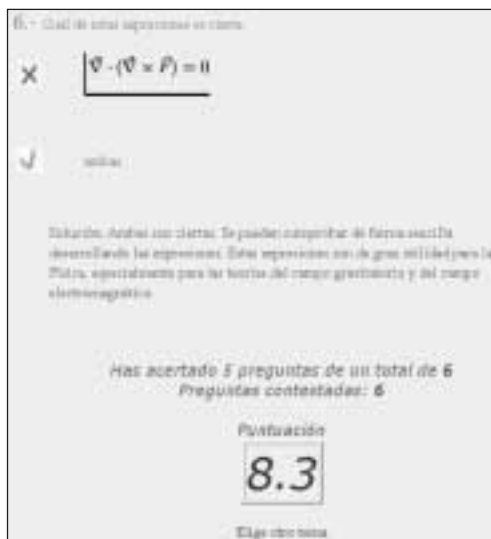 6.- Cuál de estas expresiones es cierta
∇ · (∇ × F) = 0
ambas
Solución: Ambas son ciertas. Se pueden comprobar de forma sencilla
desarrollando las expresiones. Estas expresiones son de gran utilidad para la
Física, especialmente para las teorías del campo gravitatorio y del campo
electromagnético
Has acertado 5 preguntas de un total de 6
Preguntas contestadas: 6
Puntuación
8.3
Elige otro tema